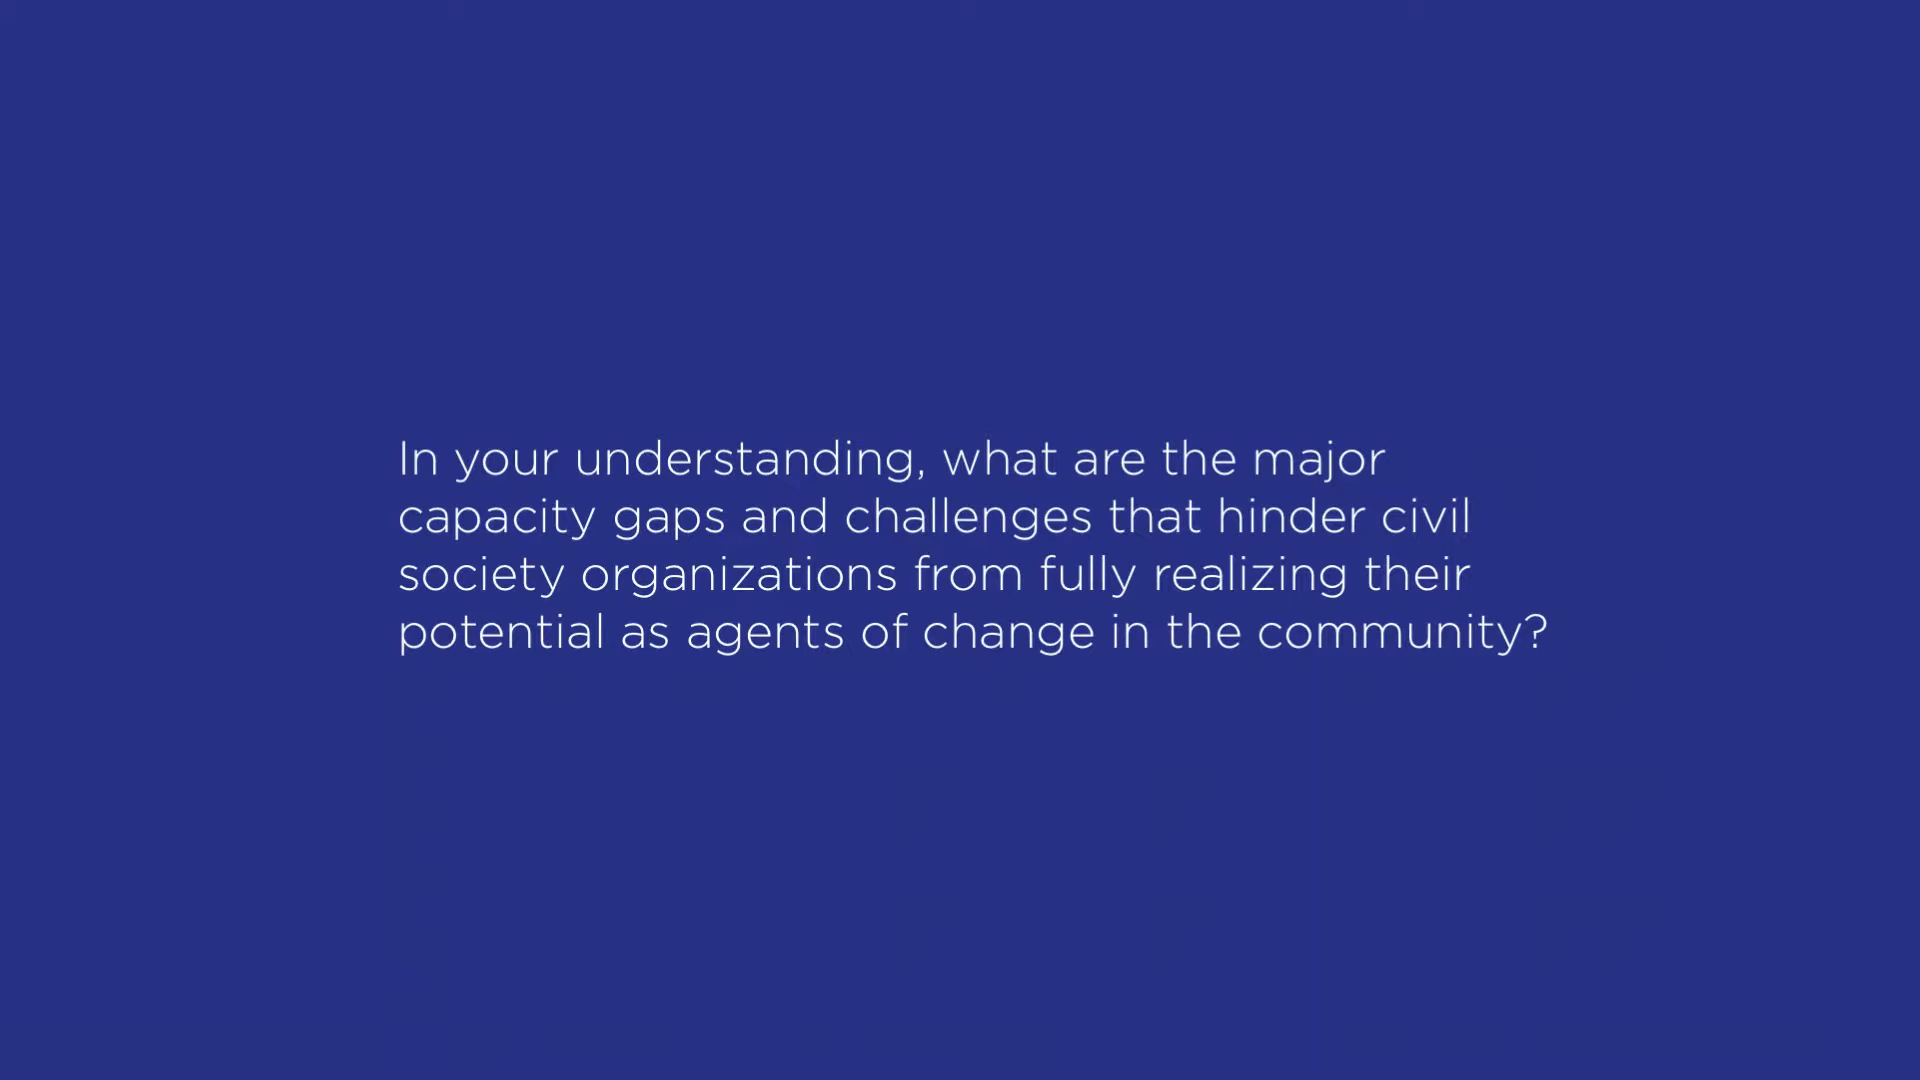 In your understanding, what are the major
capacity gaps and challenges that hinder civil
society organizations from fully realizing their
potential as agents of change in the community?